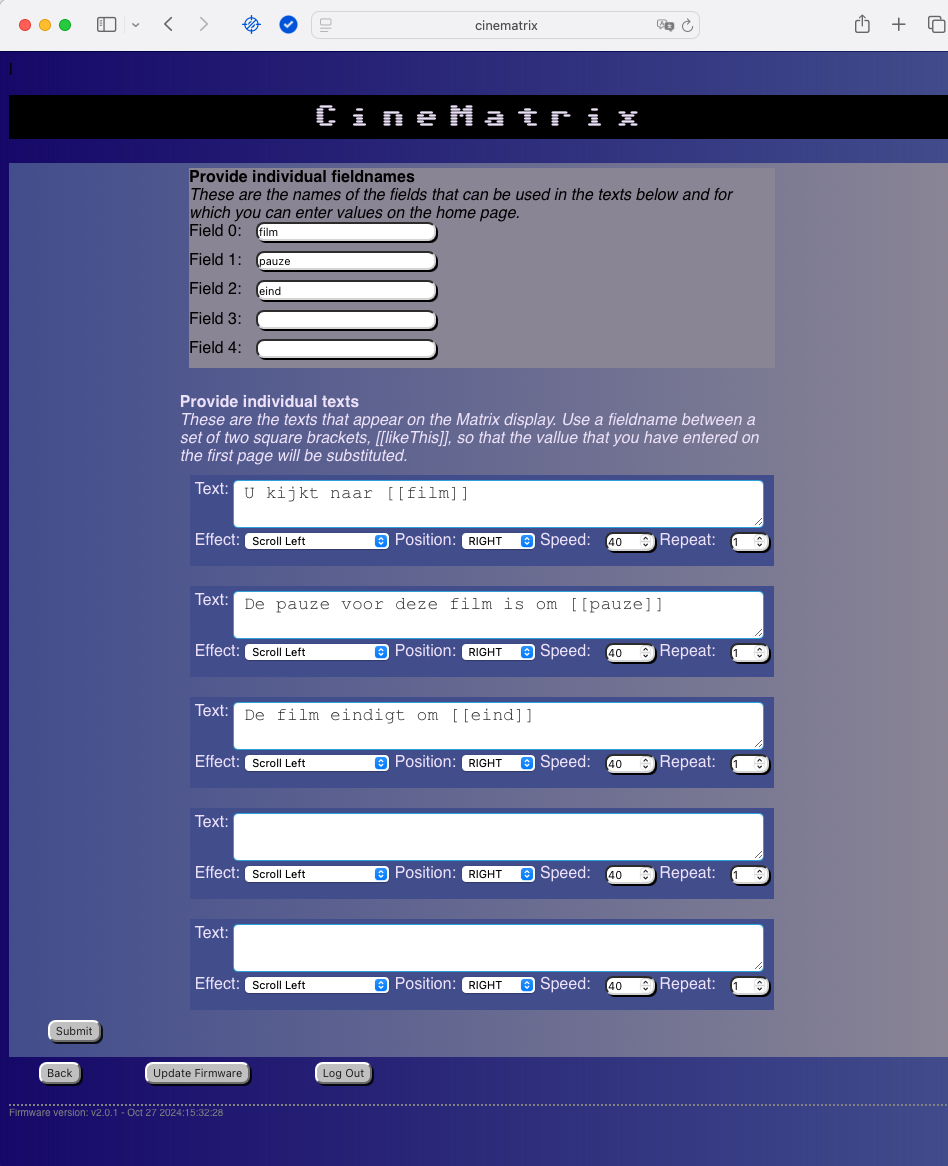 cinematrix
CineMatrix
Provide individual fieldnames
These are the names of the fields that can be used in the texts below and for
which you can enter values on the home page.
Field 0: film
Field 1: pauze
Field 2: eind
Field 3:
Field 4:
Provide individual texts
These are the texts that appear on the Matrix display. Use a fieldname between a
set of two square brackets, [[likeThis]], so that the vallue that you have entered on
the first page will be substituted.
Text: U kijkt naar [[film]]
Effect: Scroll Left Position: RIGHT Speed: 40 Repeat: 1
Text: De pauze voor deze film is om [[pauze]]
Effect: Scroll Left Position: RIGHT Speed: 40 Repeat: 1
Text: De film eindigt om [[eind]]
Effect: Scroll Left Position: RIGHT Speed: 40 Repeat: 1
Text:
Effect: Scroll Left Position: RIGHT Speed: 40 Repeat: 1
Text:
Effect: Scroll Left Position: RIGHT Speed: 40 Repeat: 1
Submit
Back Update Firmware Log Out
Firmware version: v2.0.1 - Oct 27 2024:15:32:28